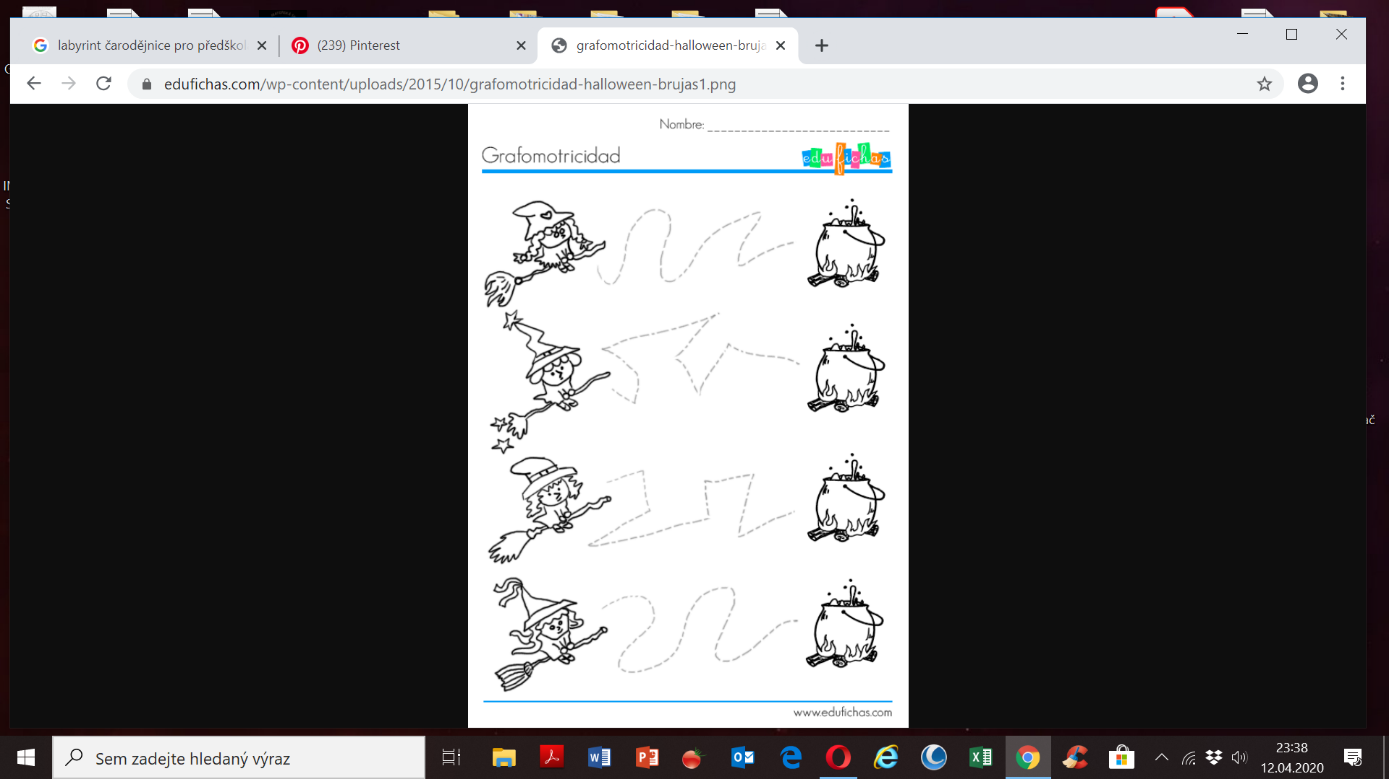 labyrint čarodějnice pro předškol
(239) Pinterest
grafomotricidad-halloween-bruja
edufichas.com/wp-content/uploads/2015/10/grafomotricidad-halloween-brujas1.png
Nombre:
Grafomotricidad
edufichas
www.edufichas.com
Sem zadejte hledaný výraz
23:38
12.04.2020